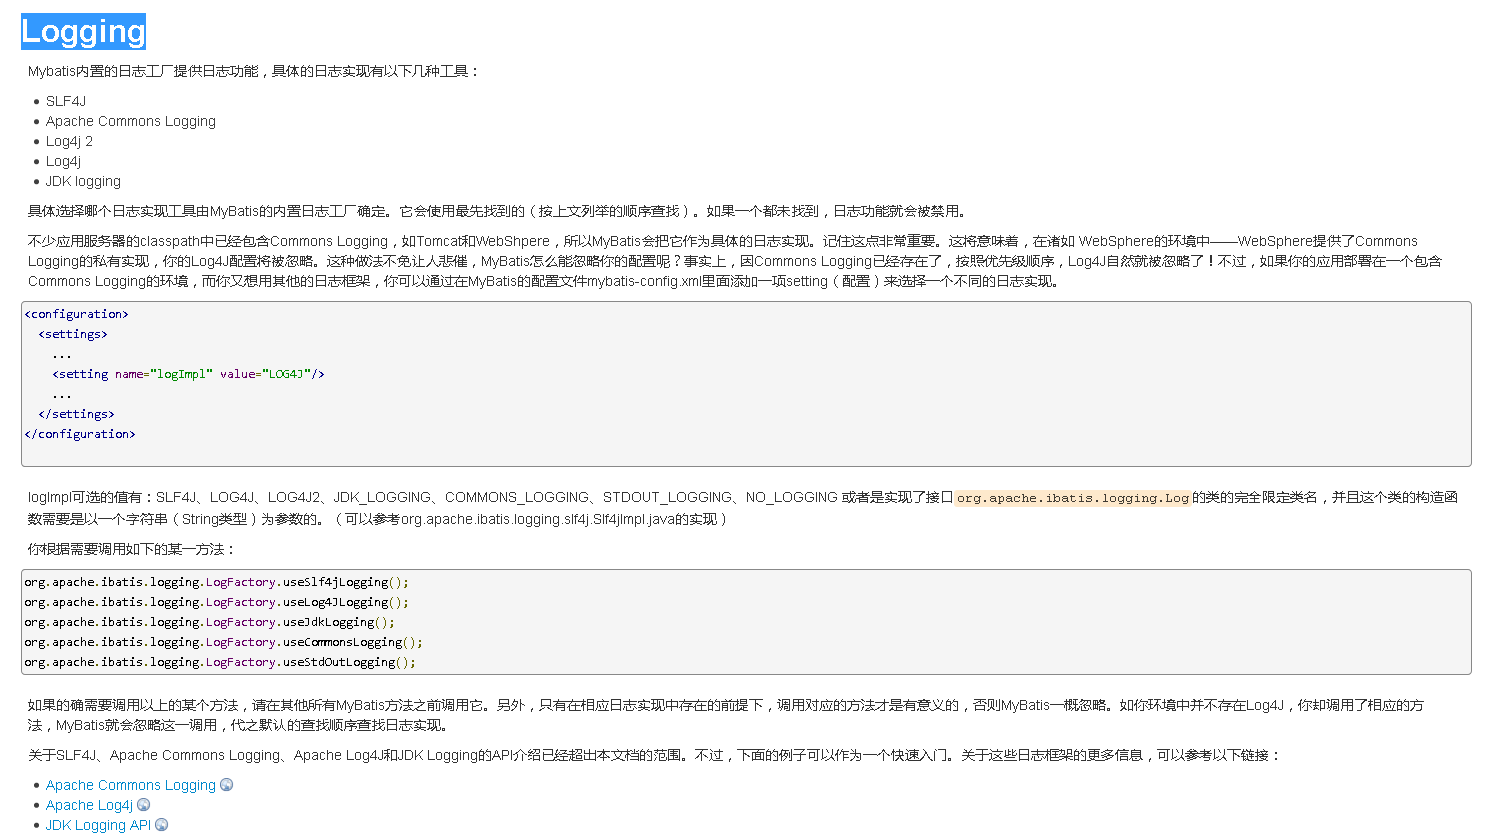 Logging
Mybatis内置的日志工厂提供日志功能，具体的日志实现有以下几种工具：
• SLF4J
• Apache Commons Logging
• Log4j 2
• Log4j
• JDK logging
具体选择哪个日志实现工具由MyBatis的内置日志工厂确定。它会使用最先找到的（按上文列举的顺序查找）。如果一个都未找到，日志功能就会被禁用。
不少应用服务器的classpath中已经包含Commons Logging，如Tomcat和WebShpere，所以MyBatis会把它作为具体的日志实现。记住这点非常重要。这将意味着，在诸如 WebSphere的环境中——WebSphere提供了Commons
Logging的私有实现，你的Log4J配置将被忽略。这种做法不免让人悲催，MyBatis怎么能忽略你的配置呢？事实上，因Commons Logging已经存在了，按照优先级顺序，Log4J自然就被忽略了！不过，如果你的应用部署在一个包含
Commons Logging的环境，而你又想用其他的日志框架，你可以通过在MyBatis的配置文件mybatis-config.xml里面添加一项setting（配置）来选择一个不同的日志实现。
<configuration>
  <settings>
    ...
    <setting name="logImpl" value="LOG4J"/>
    ...
  </settings>
</configuration>
logImpl可选的值有：SLF4J、LOG4J、LOG4J2、JDK_LOGGING、COMMONS_LOGGING、STDOUT_LOGGING、NO_LOGGING 或者是实现了接口org.apache.ibatis.logging.Log的类的完全限定类名，并且这个类的构造函
数需要是以一个字符串（String类型）为参数的。（可以参考org.apache.ibatis.logging.slf4j.Slf4jImpl.java的实现）
你根据需要调用如下的某一方法：
org.apache.ibatis.logging.LogFactory.useSlf4jLogging();
org.apache.ibatis.logging.LogFactory.useLog4JLogging();
org.apache.ibatis.logging.LogFactory.useJdkLogging();
org.apache.ibatis.logging.LogFactory.useCommonsLogging();
org.apache.ibatis.logging.LogFactory.useStdOutLogging();
如果的确需要调用以上的某个方法，请在其他所有MyBatis方法之前调用它。另外，只有在相应日志实现中存在的前提下，调用对应的方法才是有意义的，否则MyBatis一概忽略。如你环境中并不存在Log4J，你却调用了相应的方
法，MyBatis就会忽略这一调用，代之默认的查找顺序查找日志实现。
关于SLF4J、Apache Commons Logging、Apache Log4J和JDK Logging的API介绍已经超出本文档的范围。不过，下面的例子可以作为一个快速入门。关于这些日志框架的更多信息，可以参考以下链接：
• Apache Commons Logging
• Apache Log4j
• JDK Logging API